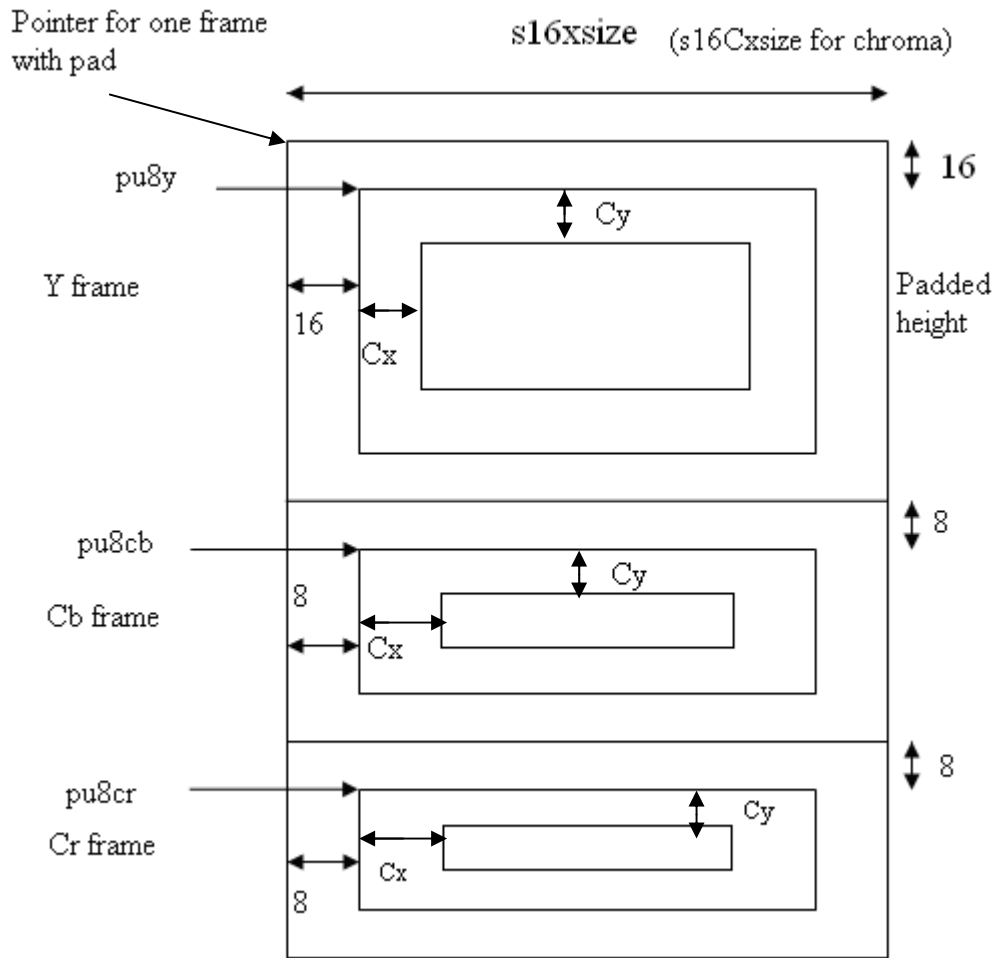 Pointer for one frame
with pad
s16xsize (s16Cxsize for chroma)
16
pu8y
Cy
Y frame
16
Cx
Padded
height
8
pu8cb
Cy
8
Cb frame
Cx
8
pu8cr
Cy
Cr frame
Cx
8